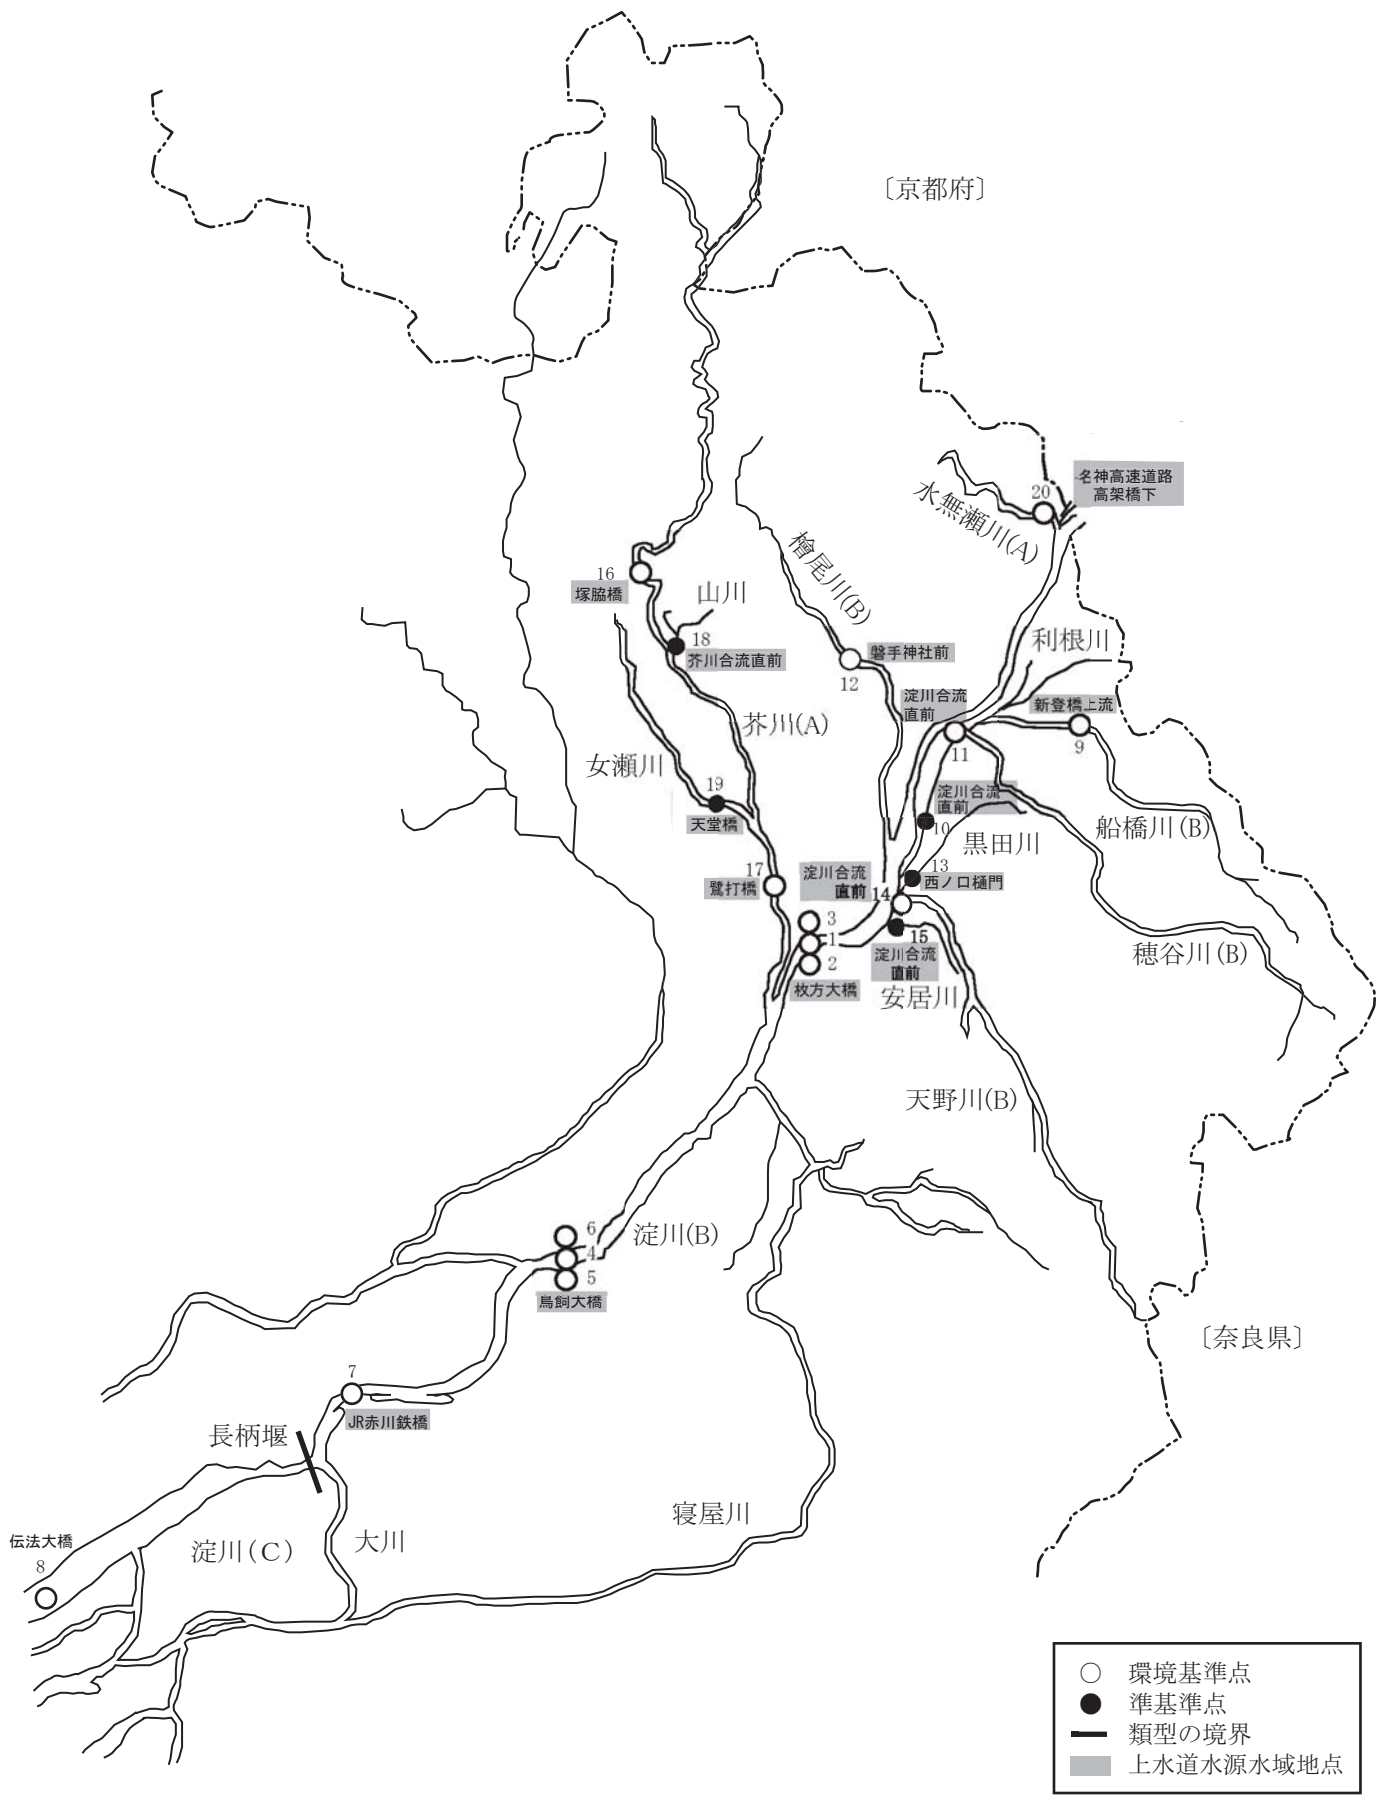 〔京都府〕
名神高速道路
高架橋下
20
水無瀬川(A)
檜尾川(B)
16
塚脇橋
山川
18
芥川合流直前
利根川
磐手神社前
12
淀川合流
直前
11
新登橋上流
9
芥川(A)
女瀬川
19
天堂橋
淀川合流
直前
10
黒田川
船橋川(B)
13
西ノ口樋門
17
鷺打橋
淀川合流
直前
14
3
1
2
枚方大橋
15
淀川合流
直前
安居川
穂谷川(B)
天野川(B)
6
4
5
鳥飼大橋
淀川(B)
〔奈良県〕
7
JR赤川鉄橋
長柄堰
寝屋川
伝法大橋
8
淀川(C)
大川
環境基準点
準基準点
類型の境界
上水道水源水域地点